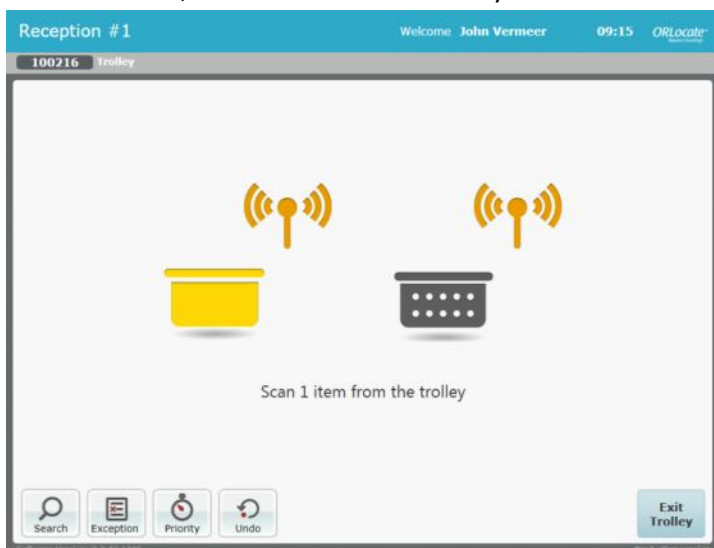 Reception #1
Welcome John Vermeer
09:15
ORLocate
100216 Trolley
Scan 1 item from the trolley
Search
Exception
Priority
Undo
Exit
Trolley